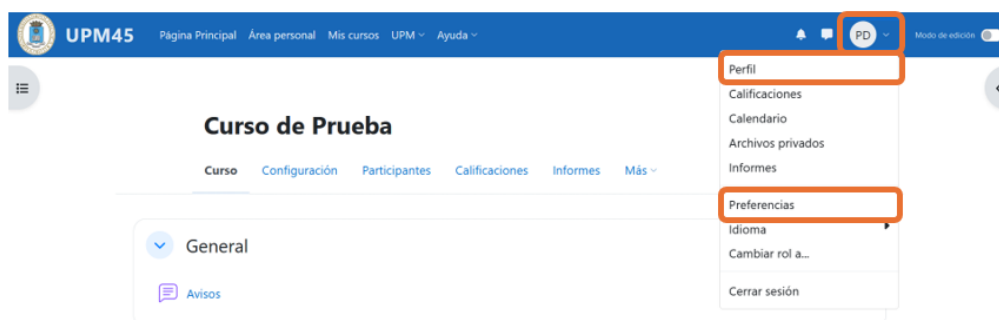 UPM45 Página Principal Área personal Mis cursos UPM Ayuda PD Modo de edición
Perfil
Calificaciones
Calendario
Archivos privados
Informes
Preferencias
Idioma
Cambiar rol a...
Cerrar sesión
Curso de Prueba
Curso Configuración Participantes Calificaciones Informes Más
General
Avisos